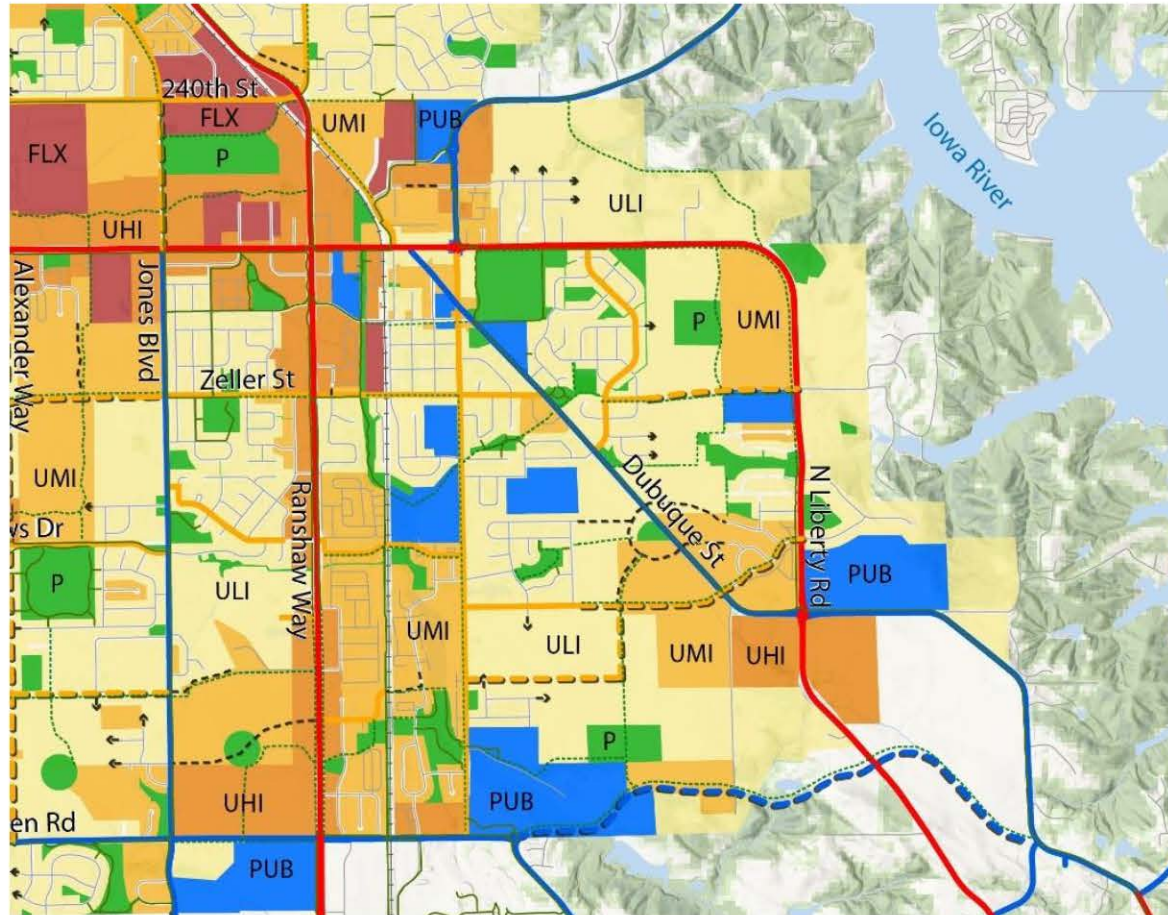 240th St
FLX
UMI
PUB
FLX
P
Iowa River
ULI
UHI
Alexander Way
Jones Blvd
P
UMI
Zeller St
UMI
Ranshaw Way
Dubuque St
N Liberty Rd
ws Dr
P
ULI
PUB
UMI
ULI
UMI
UHI
P
UHI
PUB
en Rd
PUB